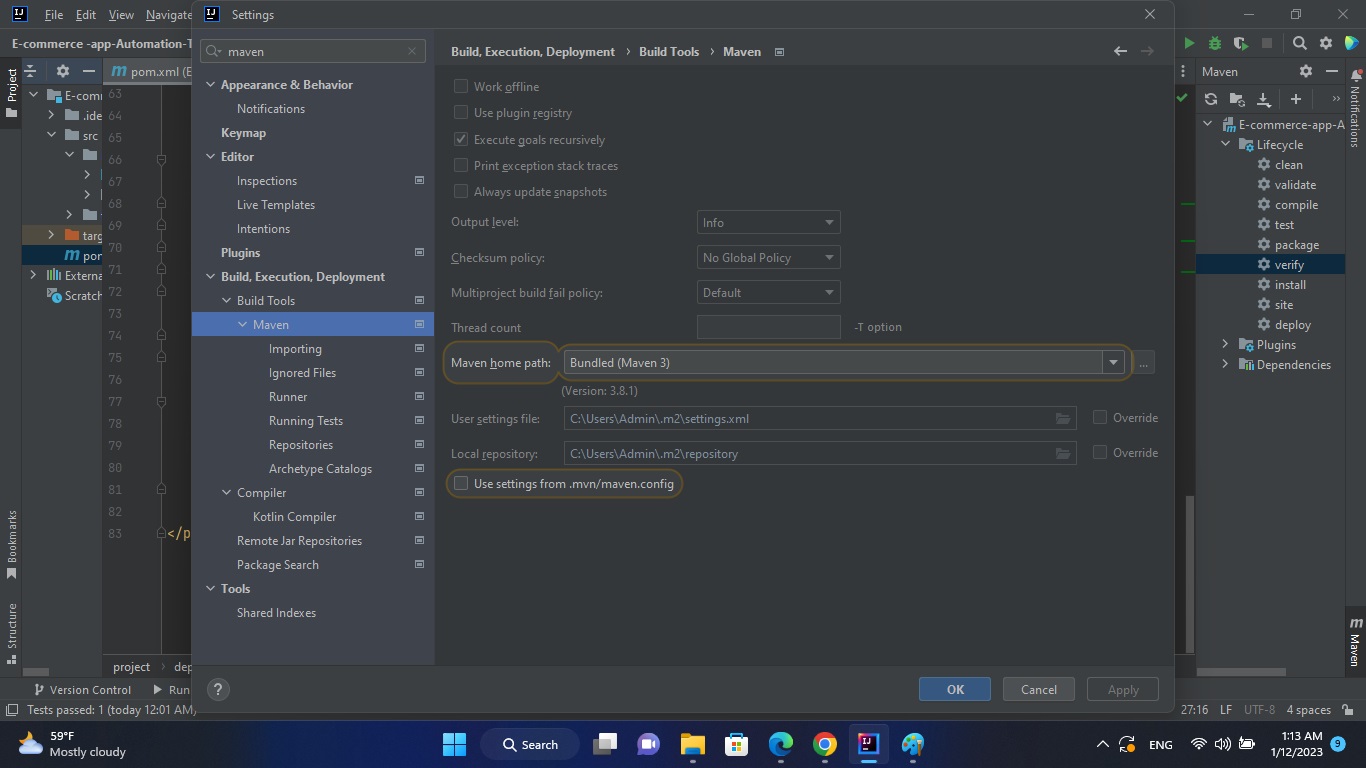 File Edit View Navigate
Settings
E-commerce -app-Automation-T
maven
Build, Execution, Deployment › Build Tools › Maven
Maven
Project
pom.xml (E
E-comm
.ide
src
targ
pon
Externa
Scratch
63
64
65
66
67
68
69
70
71
72
73
74
75
76
77
78
79
80
81
82
83
</p
Appearance & Behavior
Notifications
Keymap
Editor
Inspections
Live Templates
Intentions
Plugins
Build, Execution, Deployment
Build Tools
Maven
Importing
Ignored Files
Runner
Running Tests
Repositories
Archetype Catalogs
Compiler
Kotlin Compiler
Remote Jar Repositories
Package Search
Tools
Shared Indexes
Work offline
Use plugin registry
Execute goals recursively
Print exception stack traces
Always update snapshots
Output level: Info
Checksum policy: No Global Policy
Multiproject build fail policy: Default
Thread count -T option
Maven home path: Bundled (Maven 3) ...
(Version: 3.8.1)
User settings file: C:\Users\Admin\.m2\settings.xml Override
Local repository: C:\Users\Admin\.m2\repository Override
Use settings from .mvn/maven.config
? OK Cancel Apply
E-commerce-app-A
Lifecycle
clean
validate
compile
test
package
verify
install
site
deploy
Plugins
Dependencies
Notifications
Maven
Bookmarks
Structure
project › dep
Version Control Run
Tests passed: 1 (today 12:01 AM)
27:16 LF UTF-8 4 spaces
59°F
Mostly cloudy
Search
ENG
1:13 AM
1/12/2023
9